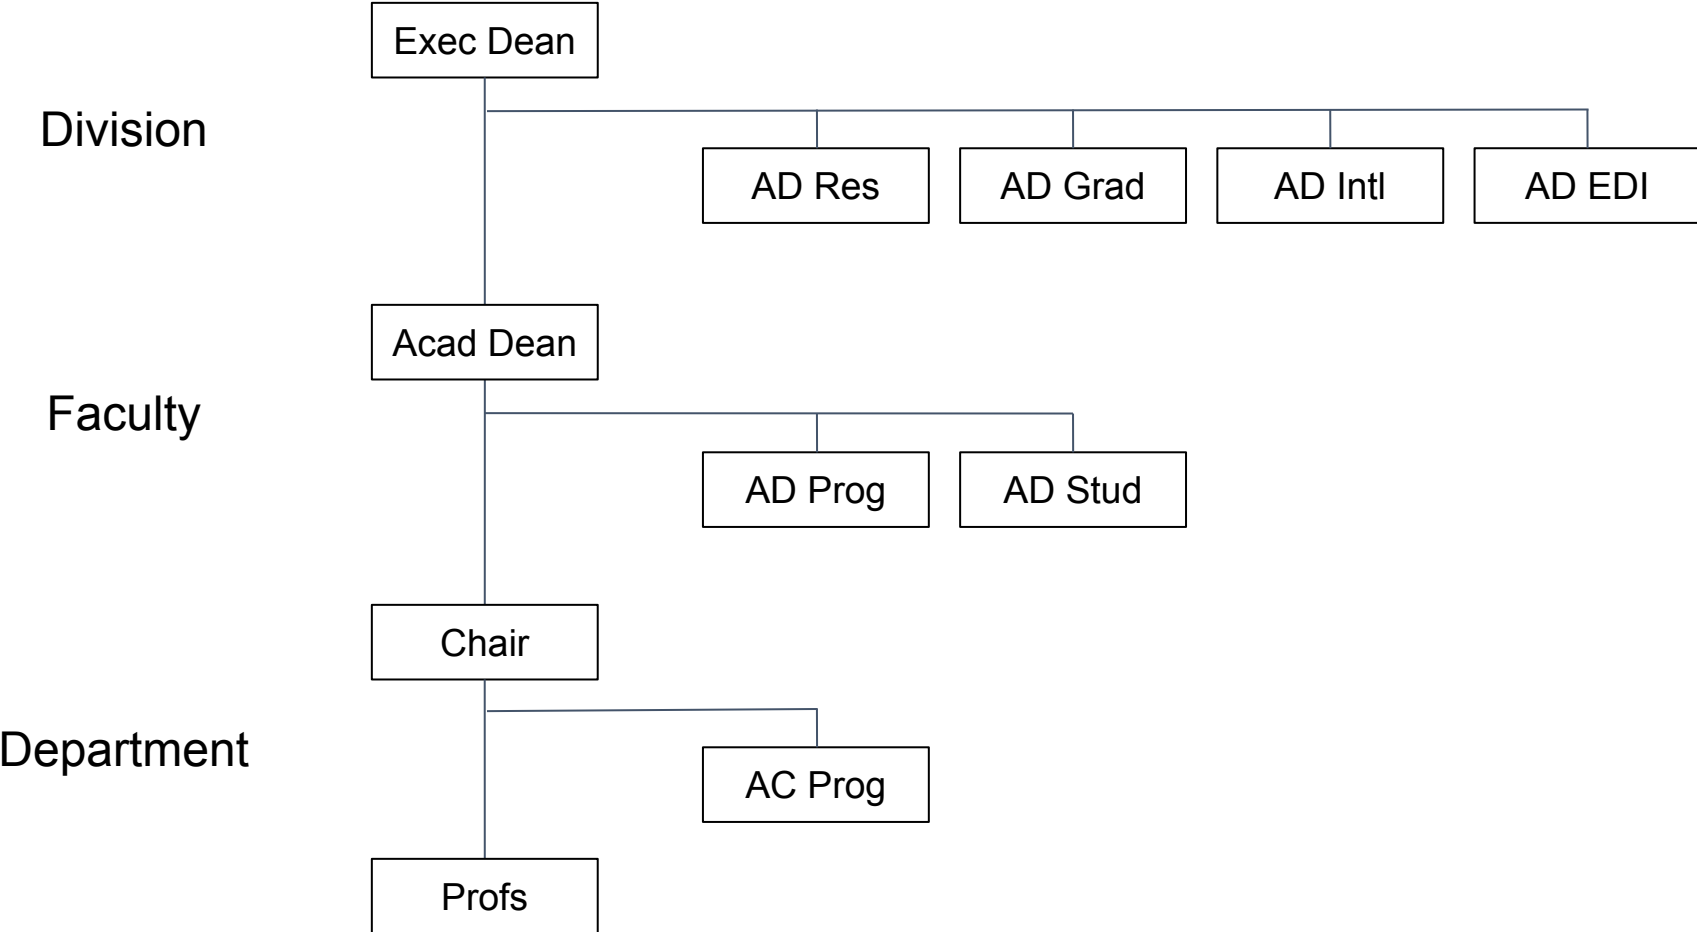 Exec Dean
Division
AD Res
AD Grad
AD Intl
AD EDI
Acad Dean
Faculty
AD Prog
AD Stud
Chair
Department
AC Prog
Profs